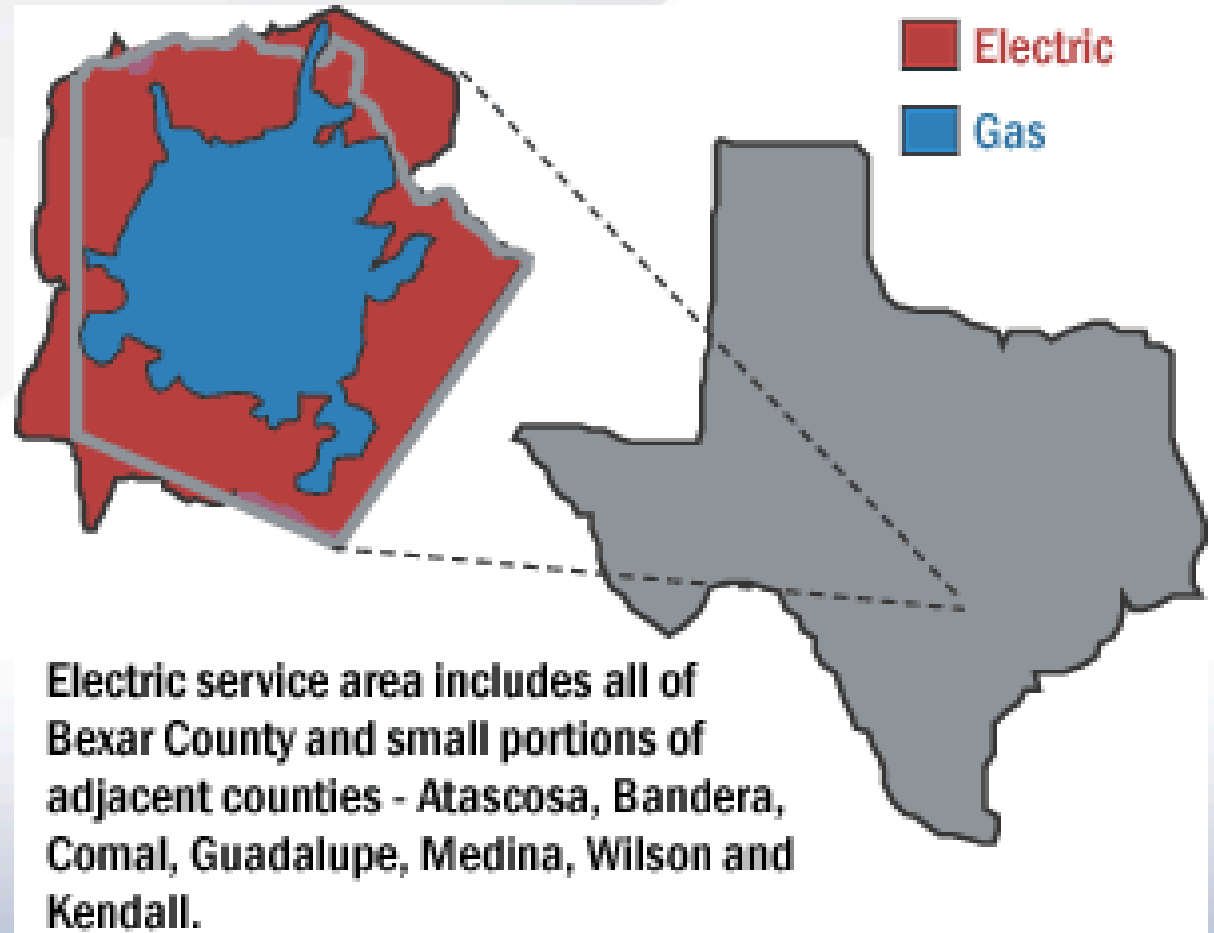 Electric
Gas
Electric service area includes all of
Bexar County and small portions of
adjacent counties - Atascosa, Bandera,
Comal, Guadalupe, Medina, Wilson and
Kendall.